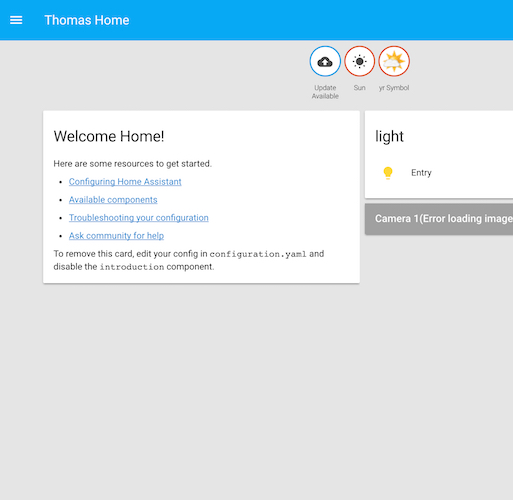 Thomas Home
Update
Available
Sun
yr Symbol
Welcome Home!
Here are some resources to get started.
Configuring Home Assistant
Available components
Troubleshooting your configuration
Ask community for help
To remove this card, edit your config in configuration.yaml and
disable the introduction component.
light
Entry
Camera 1(Error loading image